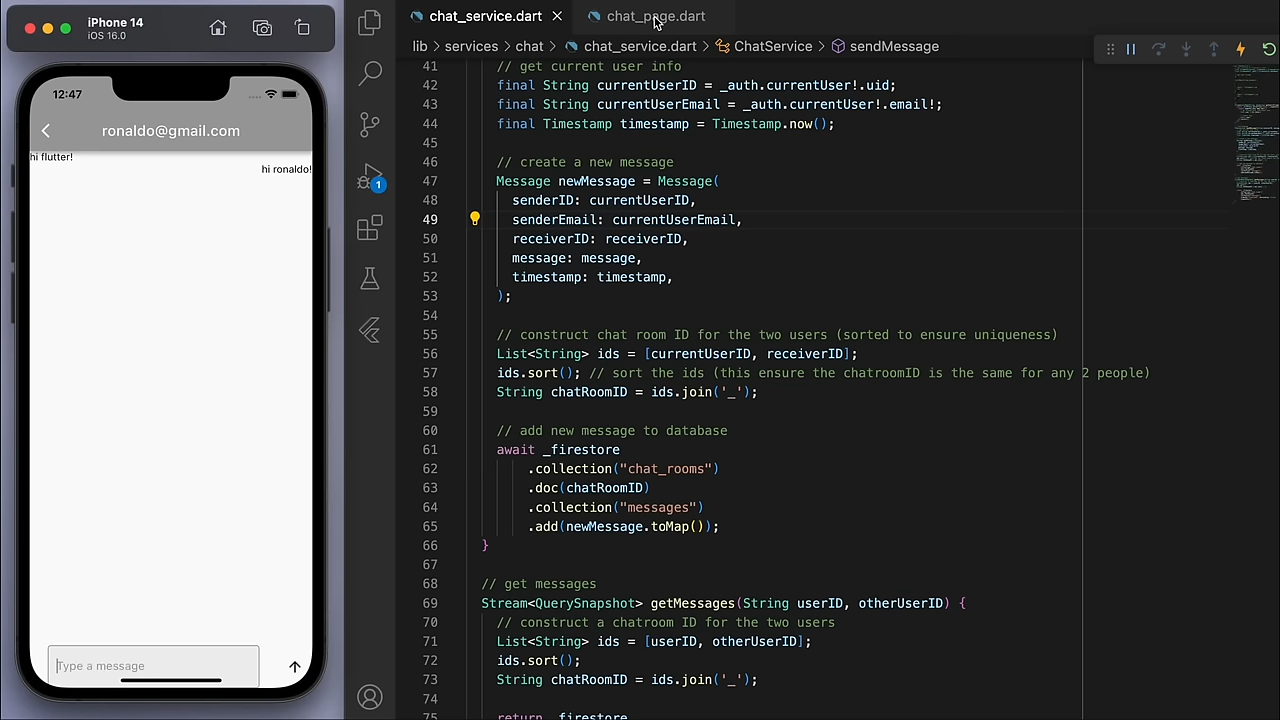 iPhone 14
iOS 16.0
12:47
ronaldo@gmail.com
hi flutter!
hi ronaldo!
Type a message
1
chat_service.dart
chat_page.dart
lib > services > chat > chat_service.dart > ChatService > sendMessage
41 // get current user info
42 final String currentUserID = _auth.currentUser!.uid;
43 final String currentUserEmail = _auth.currentUser!.email!;
44 final Timestamp timestamp = Timestamp.now();
45
46 // create a new message
47 Message newMessage = Message(
48 senderID: currentUserID,
49 senderEmail: currentUserEmail,
50 receiverID: receiverID,
51 message: message,
52 timestamp: timestamp,
53 );
54
55 // construct chat room ID for the two users (sorted to ensure uniqueness)
56 List<String> ids = [currentUserID, receiverID];
57 ids.sort(); // sort the ids (this ensure the chatroomID is the same for any 2 people)
58 String chatRoomID = ids.join('_');
59
60 // add new message to database
61 await _firestore
62 .collection("chat_rooms")
63 .doc(chatRoomID)
64 .collection("messages")
65 .add(newMessage.toMap());
66 }
67
68 // get messages
69 Stream<QuerySnapshot> getMessages(String userID, otherUserID) {
70 // construct a chatroom ID for the two users
71 List<String> ids = [userID, otherUserID];
72 ids.sort();
73 String chatRoomID = ids.join('_');
74
75 return _firestore